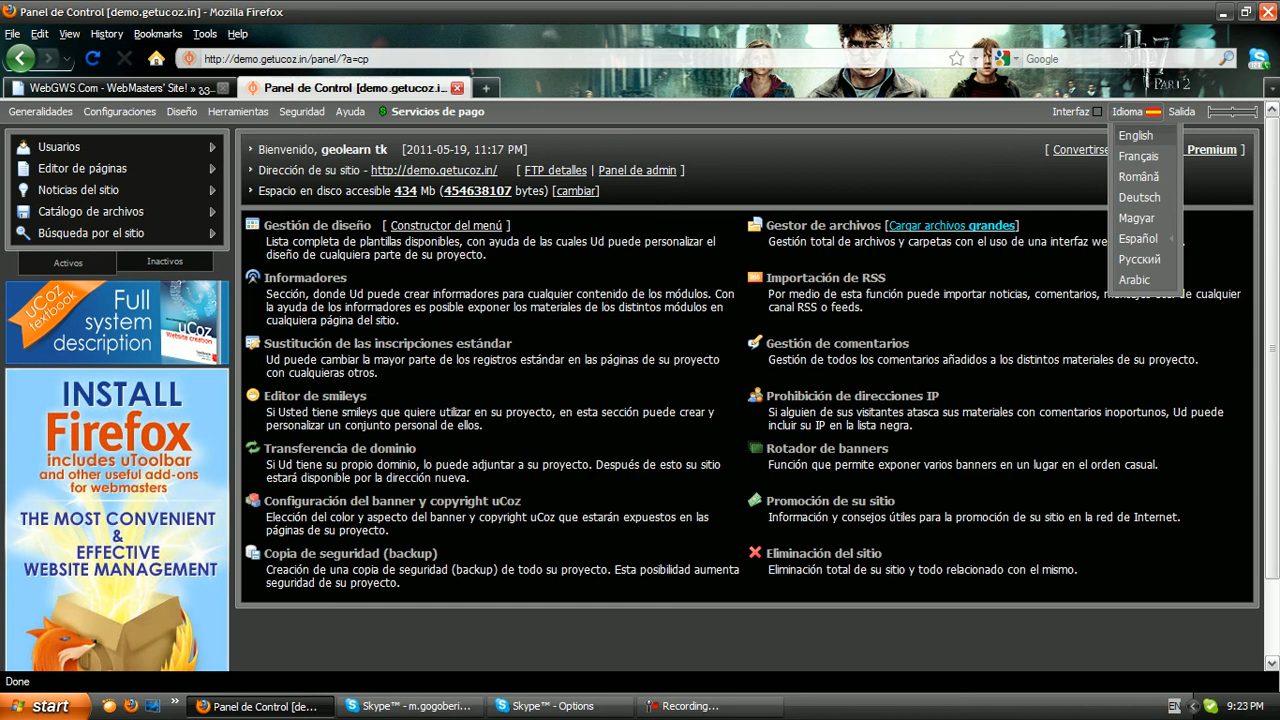 Panel de Control [demo.getucoz.in] - Mozilla Firefox
File Edit View History Bookmarks Tools Help
PART 2
http://demo.getucoz.in/panel/?a=cp
Google
WebGWS.Com - WebMasters' Site! »
Panel de Control [demo.getucoz.i...
Generalidades Configuraciones Diseño Herramientas Seguridad Ayuda $ Servicios de pago
Interfaz Idioma Salida
English
Français
Română
Deutsch
Magyar
Español
Русский
Arabic
Usuarios
Editor de páginas
Noticias del sitio
Catálogo de archivos
Búsqueda por el sitio
Activos Inactivos
uCoz textbook
Full system description
uCoz
Website creation
INSTALL
Firefox
includes uToolbar
and other useful add-ons
for webmasters
THE MOST CONVENIENT
&
EFFECTIVE
WEBSITE MANAGEMENT
Bienvenido, geolearn tk [2011-05-19, 11:17 PM]
[ Convertirse Premium ]
Dirección de su sitio - http://demo.getucoz.in/ [ FTP detalles | Panel de admin ]
Espacio en disco accesible 434 Mb (454638107 bytes) [cambiar]
Gestión de diseño [ Constructor del menú ]
Lista completa de plantillas disponibles, con ayuda de las cuales Ud puede personalizar el
diseño de cualquiera parte de su proyecto.
Informadores
Sección, donde Ud puede crear informadores para cualquier contenido de los módulos. Con
la ayuda de los informadores es posible exponer los materiales de los distintos módulos en
cualquiera página del sitio.
Sustitución de las inscripciones estándar
Ud puede cambiar la mayor parte de los registros estándar en las páginas de su proyecto
con cualquieras otros.
Editor de smileys
Si Usted tiene smileys que quiere utilizar en su proyecto, en esta sección puede crear y
personalizar un conjunto personal de ellos.
Transferencia de dominio
Si Ud tiene su propio dominio, lo puede adjuntar a su proyecto. Después de esto su sitio
estará disponible por la dirección nueva.
Configuración del banner y copyright uCoz
Elección del color y aspecto del banner y copyright uCoz que estarán expuestos en las
páginas de su proyecto.
Copia de seguridad (backup)
Creación de una copia de seguridad (backup) de todo su proyecto. Esta posibilidad aumenta
seguridad de su proyecto.
Gestor de archivos [Cargar archivos grandes]
Gestión total de archivos y carpetas con el uso de una interfaz
Importación de RSS
Por medio de esta función puede importar noticias, comentarios, mensajes de cualquier
canal RSS o feeds.
Gestión de comentarios
Gestión de todos los comentarios añadidos a los distintos materiales de su proyecto.
Prohibición de direcciones IP
Si alguien de sus visitantes atasca sus materiales con comentarios inoportunos, Ud puede
incluir su IP en la lista negra.
Rotador de banners
Función que permite exponer varios banners en un lugar en el orden casual.
Promoción de su sitio
Información y consejos útiles para la promoción de su sitio en la red de Internet.
Eliminación del sitio
Eliminación total de su sitio y todo relacionado con el mismo.
Done
start
Panel de Control [de...
Skype™ - m.gogoberi...
Skype™ - Options
Recording...
EN
9:23 PM